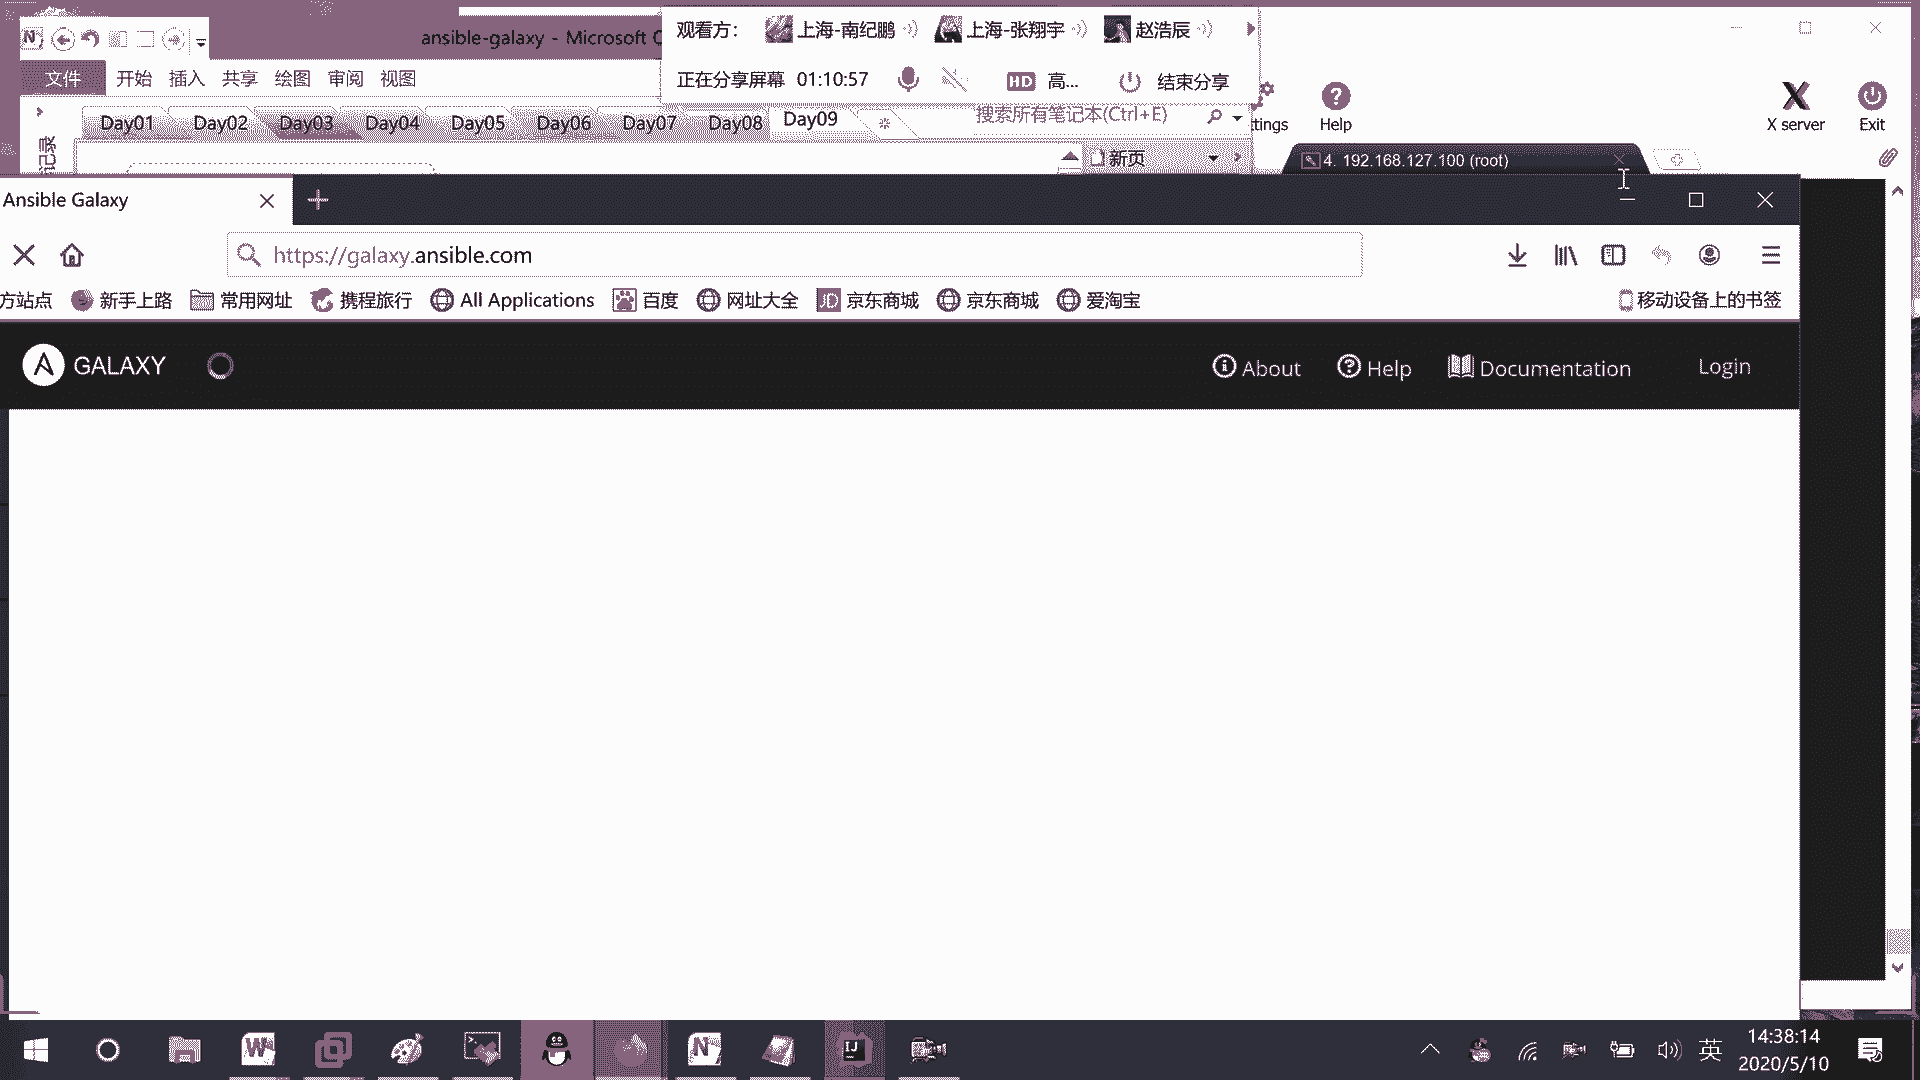 ansible-galaxy - Microsoft
观看方： 上海-南纪鹏 上海-张翔宇 赵浩辰
正在分享屏幕 01:10:57 HD 高... 结束分享
文件 开始 插入 共享 绘图 审阅 视图
Day01 Day02 Day03 Day04 Day05 Day06 Day07 Day08 Day09
搜索所有笔记本(Ctrl+E)
新页
Help
X server
Exit
4. 192.168.127.100 (root)
Ansible Galaxy
https://galaxy.ansible.com
方站点 新手上路 常用网址 携程旅行 All Applications 百度 网址大全 JD 京东商城 京东商城 爱淘宝 移动设备上的书签
GALAXY About Help Documentation Login
英
14:38:14
2020/5/10